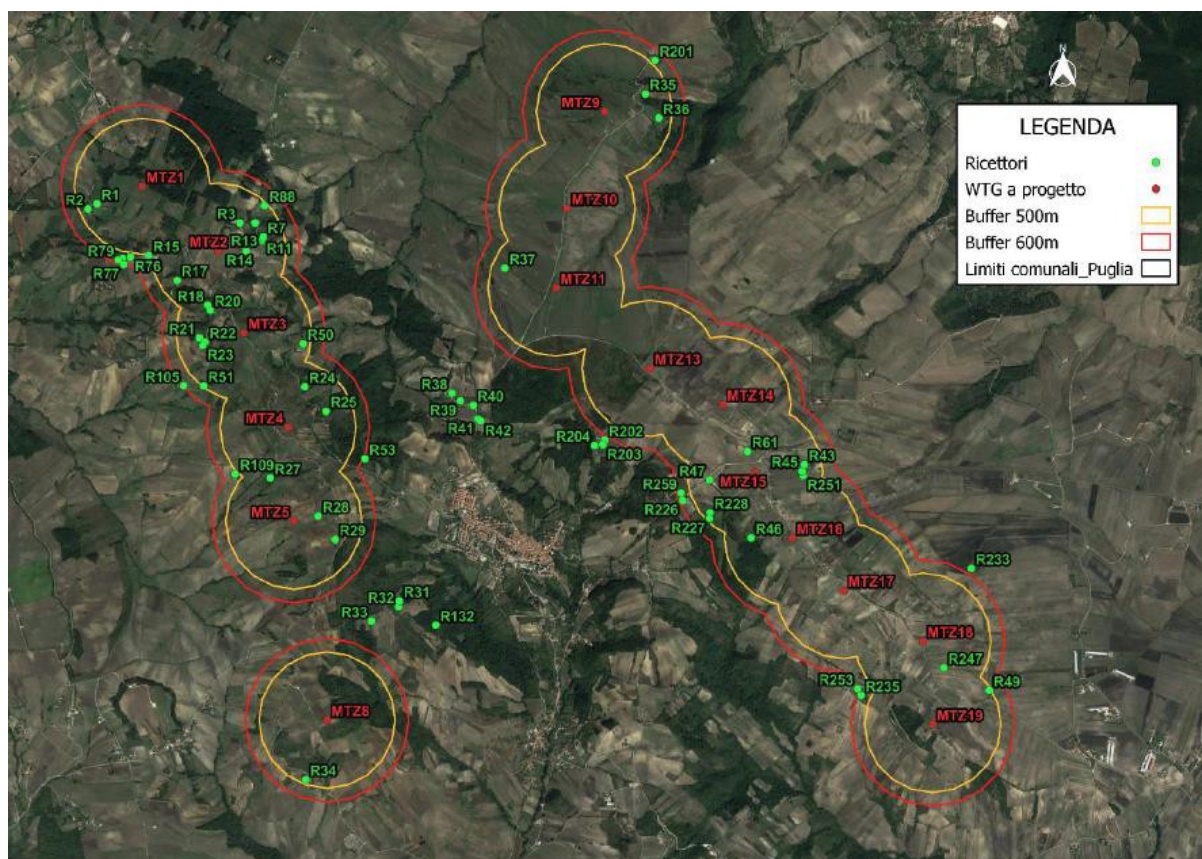 R201
R35
MTZ9
R36
N
LEGENDA
Ricettori
WTG a progetto
Buffer 500m
Buffer 600m
Limiti comunali_Puglia
MTZ1
R2
R1
R88
MTZ10
R3
R7
R13
R11
MTZ2
R14
R79
R15
R77
R76
R17
R37
MTZ11
R18
R20
MTZ3
R21
R22
R23
R50
MTZ13
R105
R51
R24
R38
R40
R39
MTZ14
R25
R41
R42
MTZ4
R202
R204
R203
R61
R53
R43
R45
R109
R27
R47
MTZ15
R251
R259
R226
R228
R227
MTZ5
R28
R29
R46
MTZ16
R233
MTZ17
R32
R31
R33
R132
MTZ18
R247
R253
R235
R49
MTZ8
MTZ19
R34